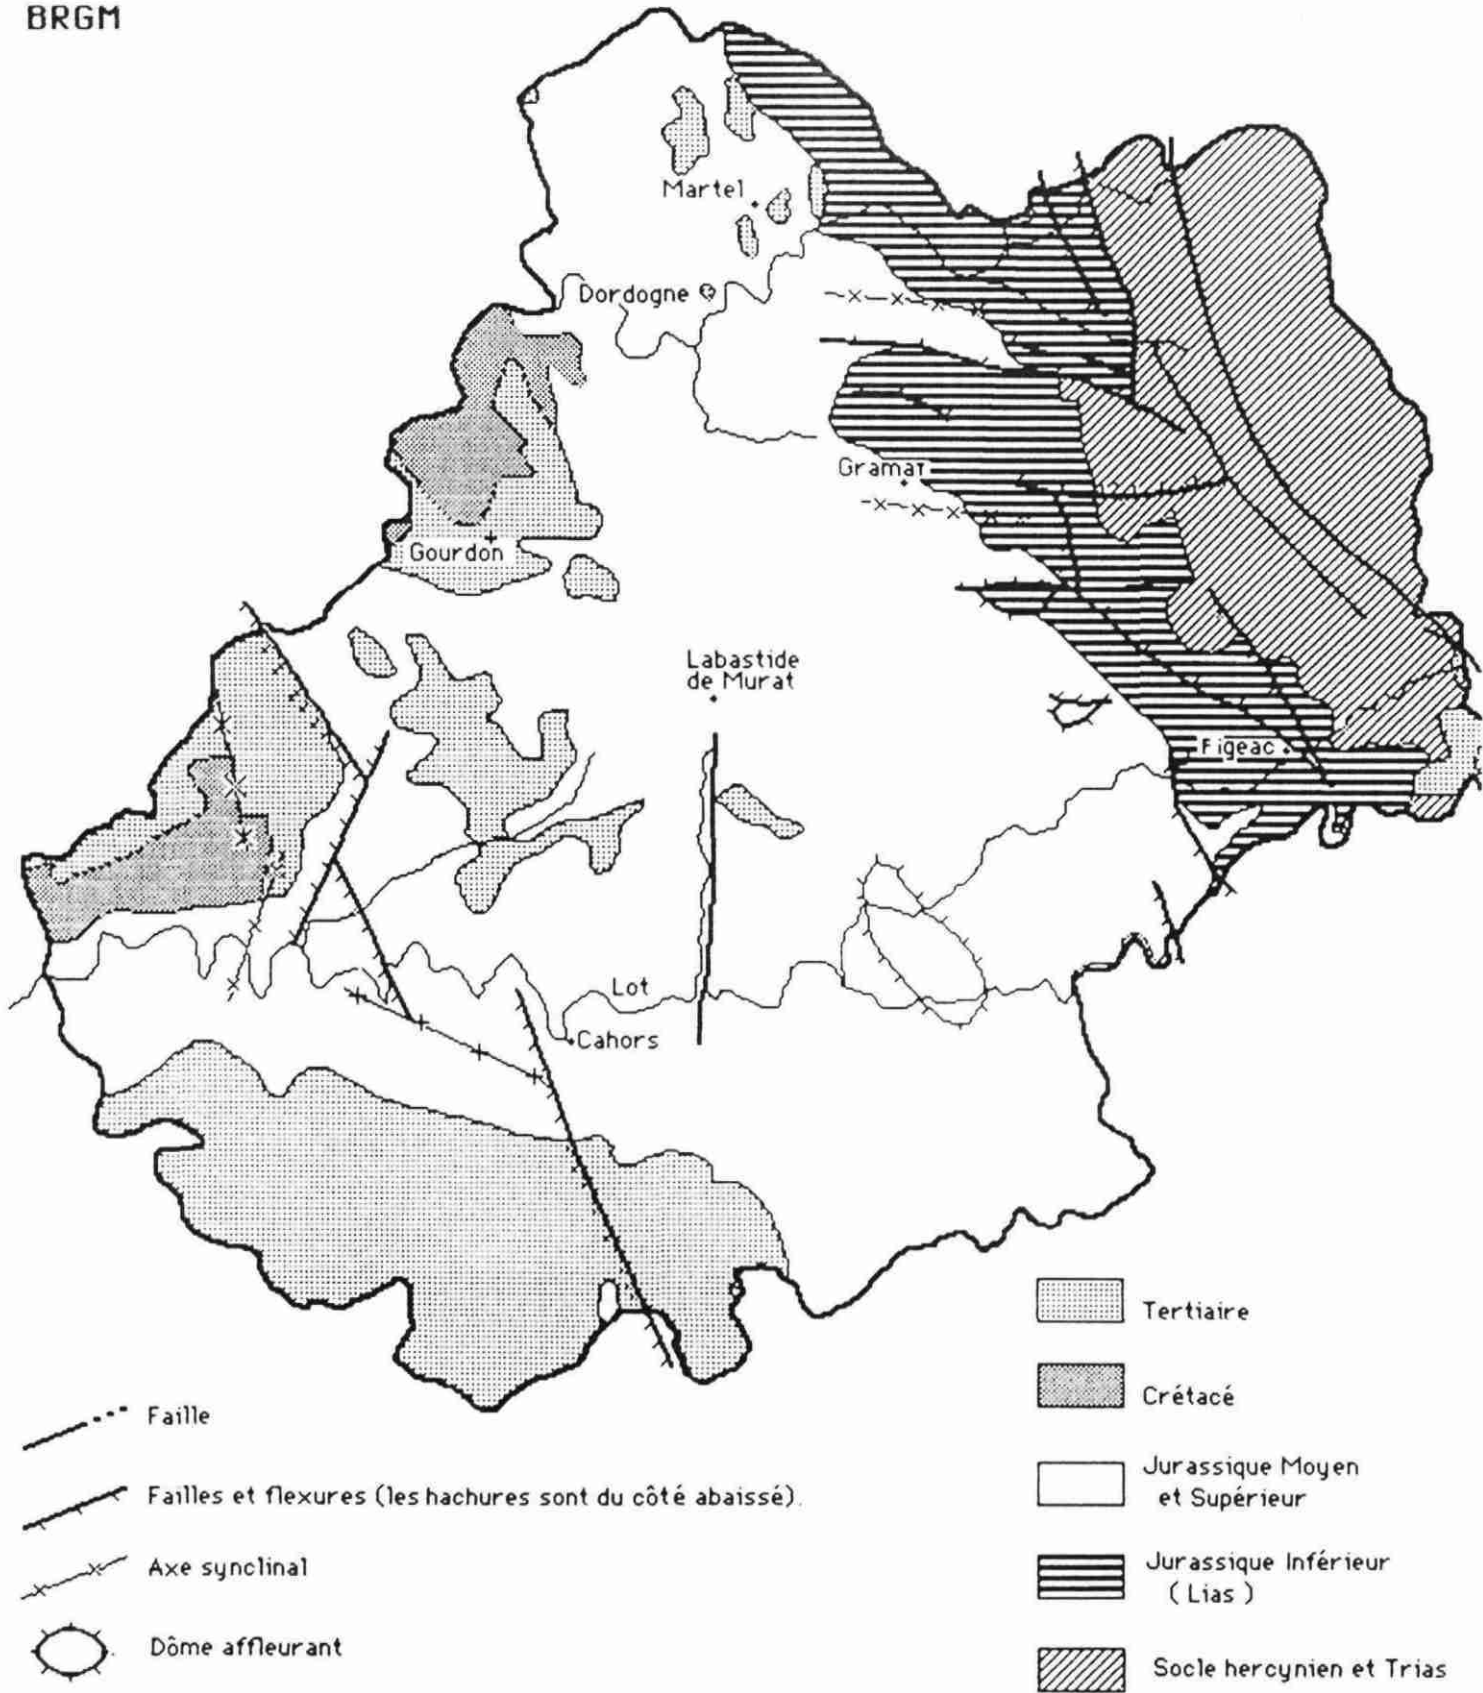 BRGM
Martel
Dordogne
Gramat
Gourdon
Labastide
de Murat
Figeac
Lot
Cahors
Tertiaire
Crétacé
Faille
Jurassique Moyen
et Supérieur
Failles et flexures (les hachures sont du côté abaissé).
Axe synclinal
Jurassique Inférieur
( Lias )
Dôme affleurant
Socle hercynien et Trias